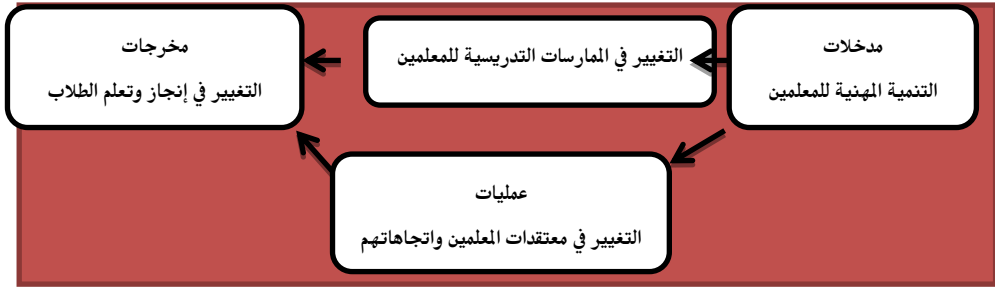 مدخلات
التنمية المهنية للمعلمين
التغيير في الممارسات التدريسية للمعلمين
مخرجات
التغيير في إنجاز وتعلم الطلاب
عمليات
التغيير في معتقدات المعلمين واتجاهاتهم